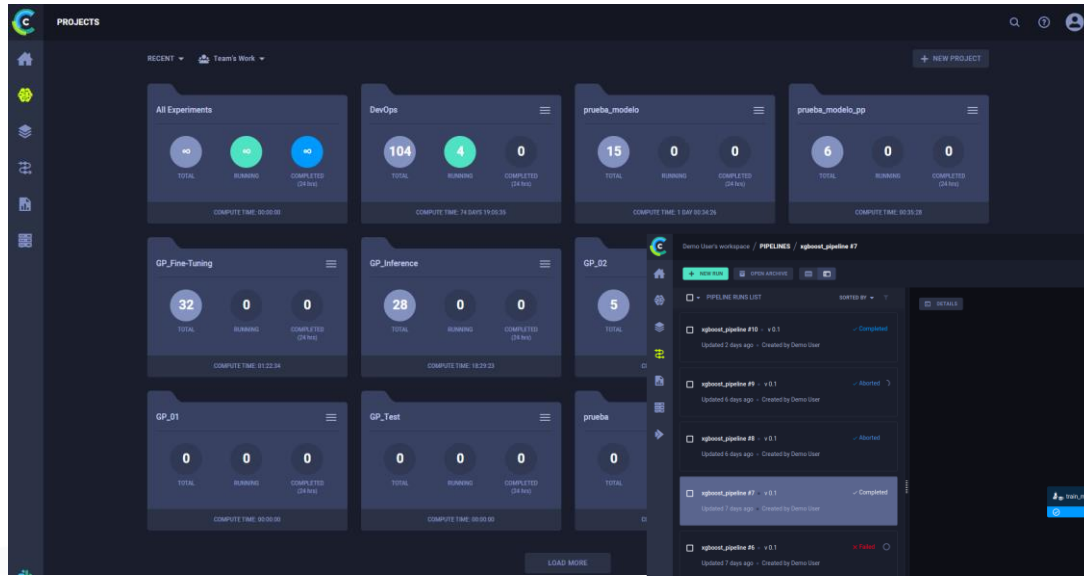 PROJECTS
RECENT
Team's Work
+ NEW PROJECT
All Experiments
∞ ∞ ∞
TOTAL RUNNING COMPLETED
(24 hrs)
COMPUTE TIME: 00:00:00
DevOps
104 4 0
TOTAL RUNNING COMPLETED
(24 hrs)
COMPUTE TIME: 74 DAYS 19:05:35
prueba_modelo
15 0 0
TOTAL RUNNING COMPLETED
(24 hrs)
COMPUTE TIME: 1 DAY 00:34:26
prueba_modelo_pp
6 0 0
TOTAL RUNNING COMPLETED
(24 hrs)
COMPUTE TIME: 00:35:28
GP_Fine-Tuning
32 0 0
TOTAL RUNNING COMPLETED
(24 hrs)
COMPUTE TIME: 01:22:34
GP_Inference
28 0 0
TOTAL RUNNING COMPLETED
(24 hrs)
COMPUTE TIME: 18:29:23
GP_02
5
TOTAL
GP_01
0 0 0
TOTAL RUNNING COMPLETED
(24 hrs)
COMPUTE TIME: 00:00:00
GP_Test
0 0 0
TOTAL RUNNING COMPLETED
(24 hrs)
COMPUTE TIME: 00:00:00
prueba
0
TOTAL
LOAD MORE
Demo User's workspace / PIPELINES / xgboost_pipeline #7
+ NEW RUN OPEN ARCHIVE
PIPELINE RUNS LIST SORTED BY
DETAILS
xgboost_pipeline #10 - v 0.1 Completed
Updated 2 days ago - Created by Demo User
xgboost_pipeline #9 - v 0.1 Aborted
Updated 6 days ago - Created by Demo User
xgboost_pipeline #8 - v 0.1 Aborted
Updated 6 days ago - Created by Demo User
xgboost_pipeline #7 - v 0.1 Completed
Updated 7 days ago - Created by Demo User
xgboost_pipeline #6 - v 0.1 Failed
Updated 7 days ago - Created by Demo User